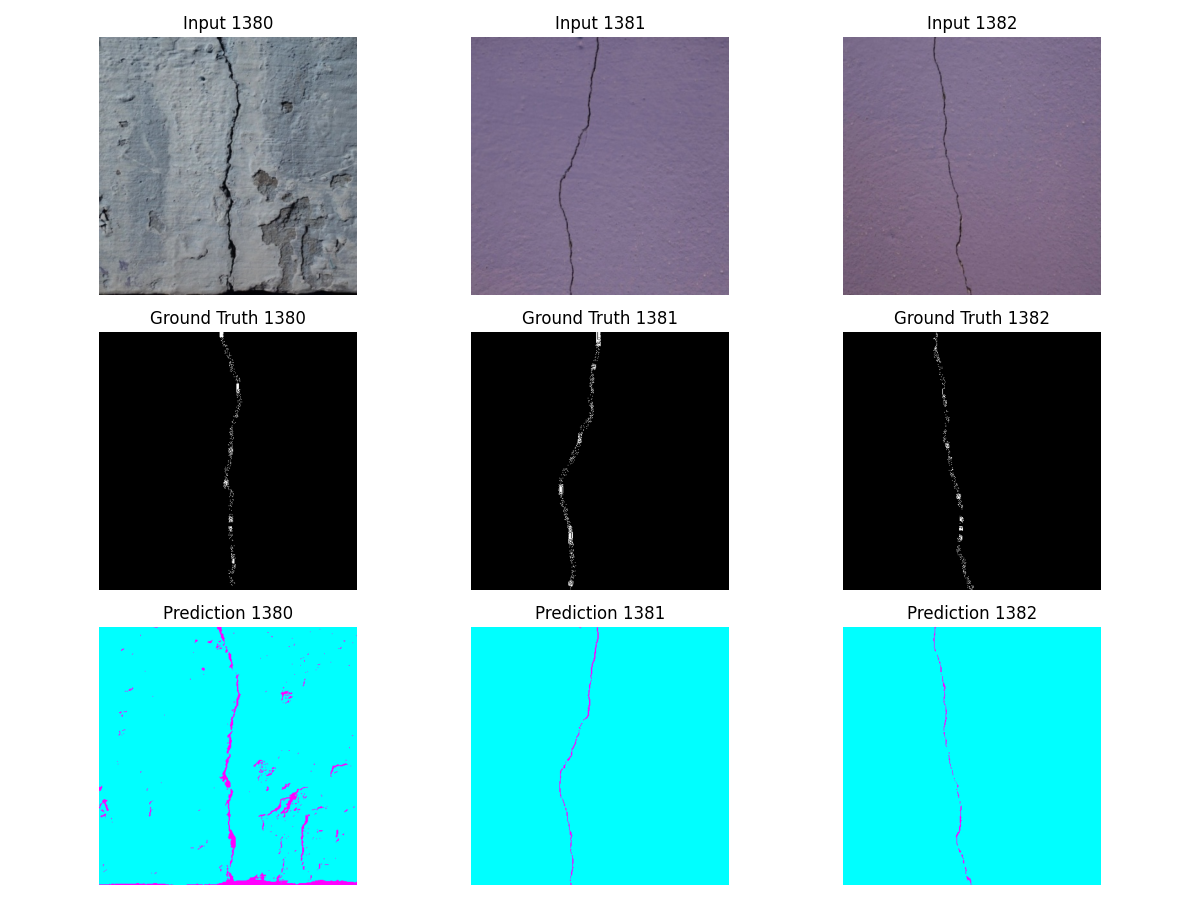 Input 1380
Input 1381
Input 1382
Ground Truth 1380
Ground Truth 1381
Ground Truth 1382
Prediction 1380
Prediction 1381
Prediction 1382